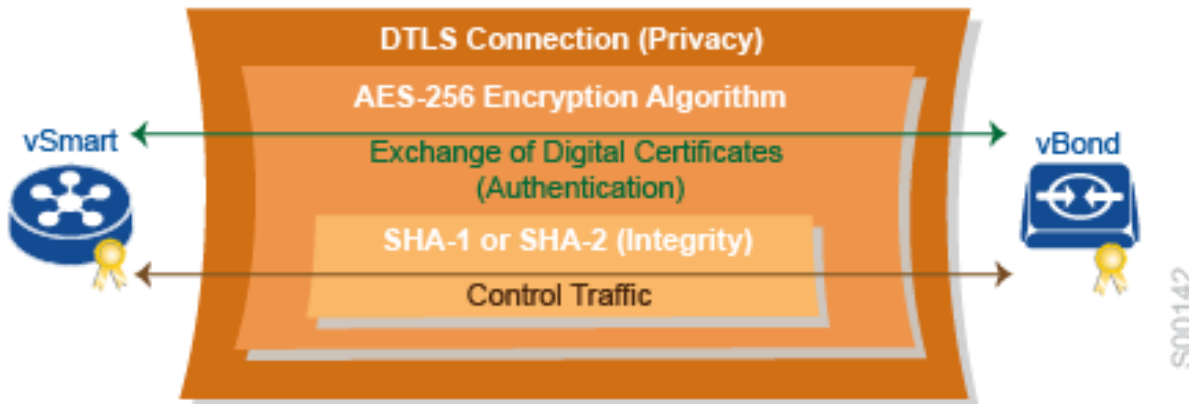 DTLS Connection (Privacy)
AES-256 Encryption Algorithm
vSmart
vBond
Exchange of Digital Certificates
(Authentication)
SHA-1 or SHA-2 (Integrity)
Control Traffic
S00142